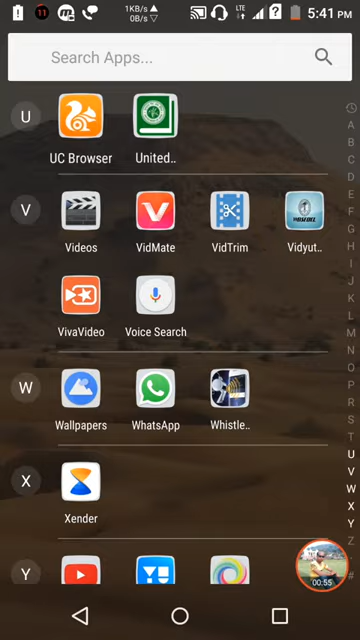 11
1KB/s
0B/s
LTE
5:41 PM
Search Apps...
U
UC Browser
United..
V
Videos
VidMate
VidTrim
Vidyut..
VivaVideo
Voice Search
W
Wallpapers
WhatsApp
Whistle..
X
Xender
Y
00:55
A
B
C
D
E
F
G
H
I
J
K
L
M
N
O
P
Q
R
S
T
U
V
W
X
Y
Z
#